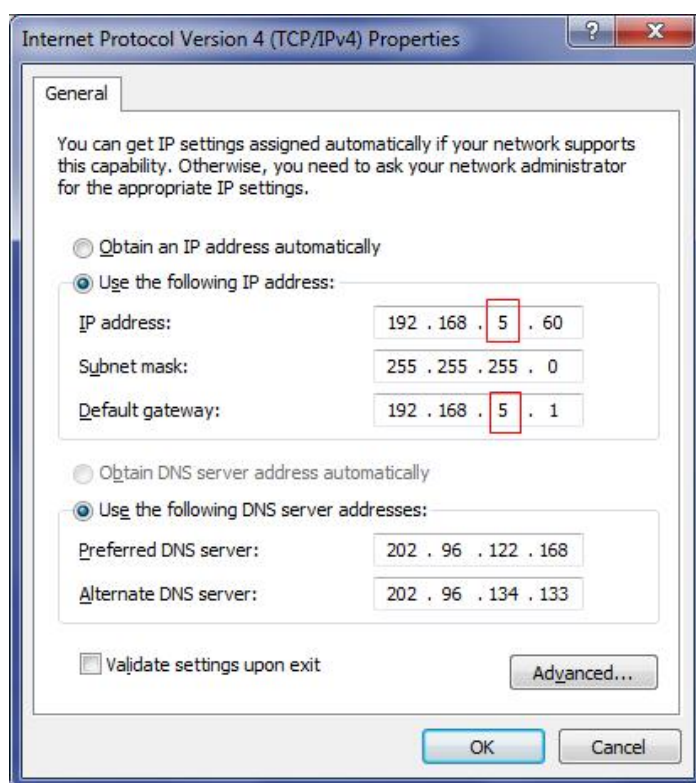 Internet Protocol Version 4 (TCP/IPv4) Properties
?
X
General
You can get IP settings assigned automatically if your network supports
this capability. Otherwise, you need to ask your network administrator
for the appropriate IP settings.
Obtain an IP address automatically
Use the following IP address:
IP address: 192 . 168 . 5 . 60
Subnet mask: 255 . 255 . 255 . 0
Default gateway: 192 . 168 . 5 . 1
Obtain DNS server address automatically
Use the following DNS server addresses:
Preferred DNS server: 202 . 96 . 122 . 168
Alternate DNS server: 202 . 96 . 134 . 133
Validate settings upon exit
Advanced...
OK Cancel